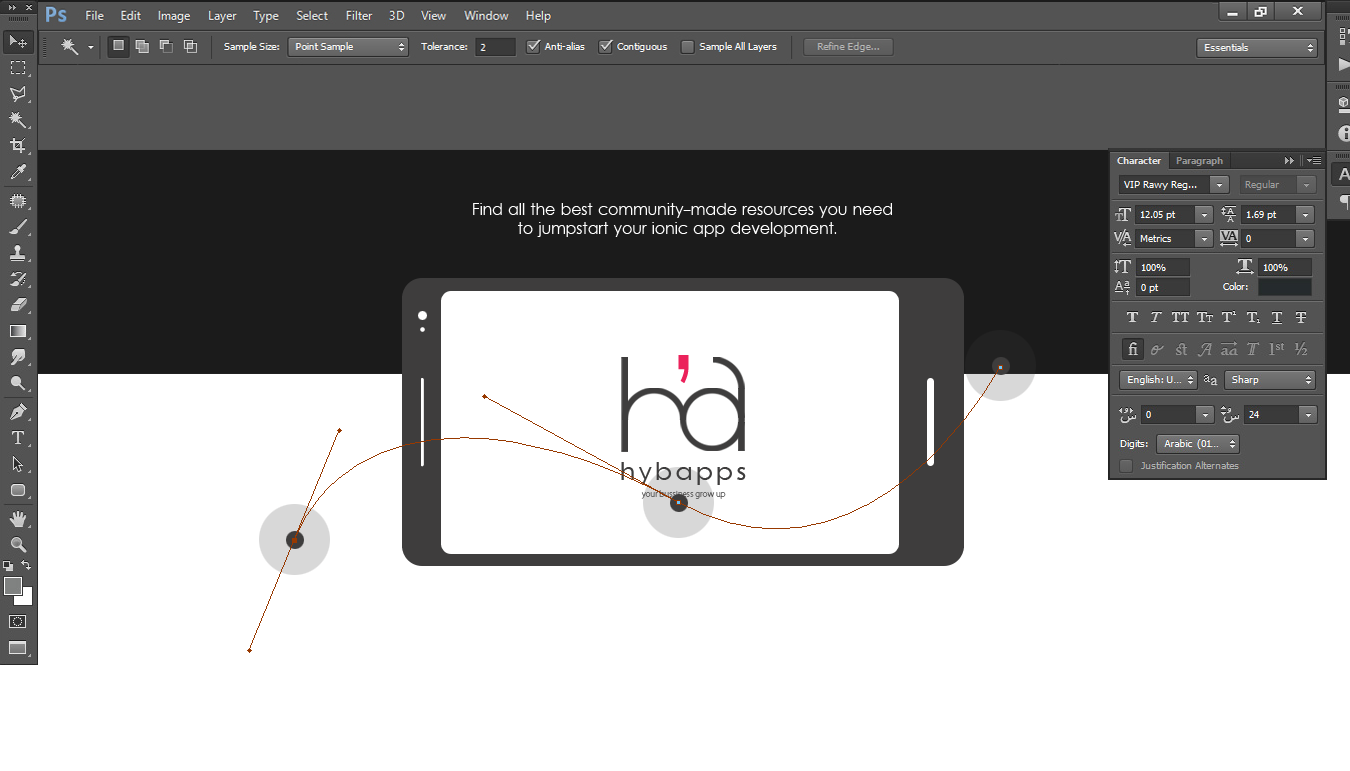 Ps File Edit Image Layer Type Select Filter 3D View Window Help
Sample Size: Point Sample Tolerance: 2 Anti-alias Contiguous Sample All Layers Refine Edge... Essentials
Find all the best community-made resources you need
to jumpstart your ionic app development.
h'a
hybapps
your bussiness grow up
Character Paragraph
VIP Rawy Reg... Regular
12.05 pt 1.69 pt
Metrics 0
100% 100%
0 pt Color:
T T TT TT T¹ T₁ T T
fi st A aa T 1st ½
English: U... aa Sharp
0 24
Digits: Arabic (01...
Justification Alternates